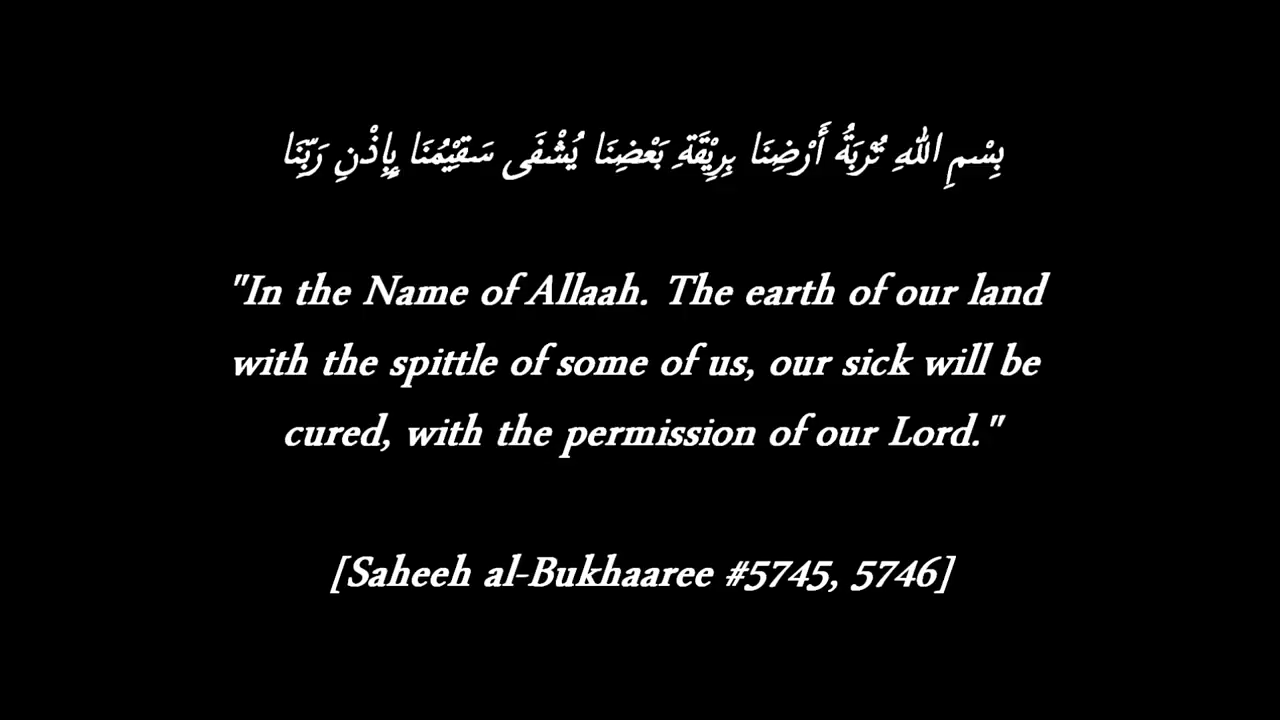 بِسْمِ اللهِ تُرْبَةُ أَرْضِنَا بِرِيْقَةِ بَعْضِنَا يُشْفَى سَقِيْمُنَا بِإِذْنِ رَبِّنَا
"In the Name of Allaah. The earth of our land
with the spittle of some of us, our sick will be
cured, with the permission of our Lord."
[Saheeh al-Bukhaaree #5745, 5746]